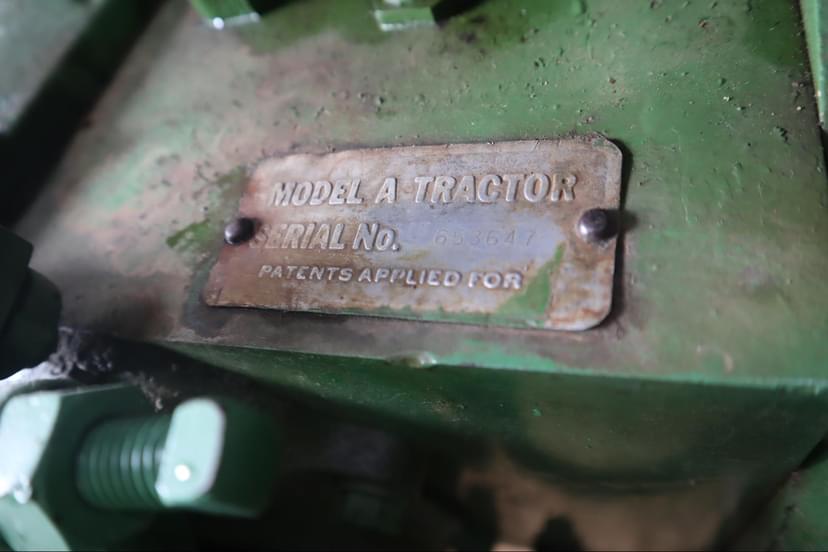 MODEL A TRACTOR
SERIAL NO. 653647
PATENTS APPLIED FOR